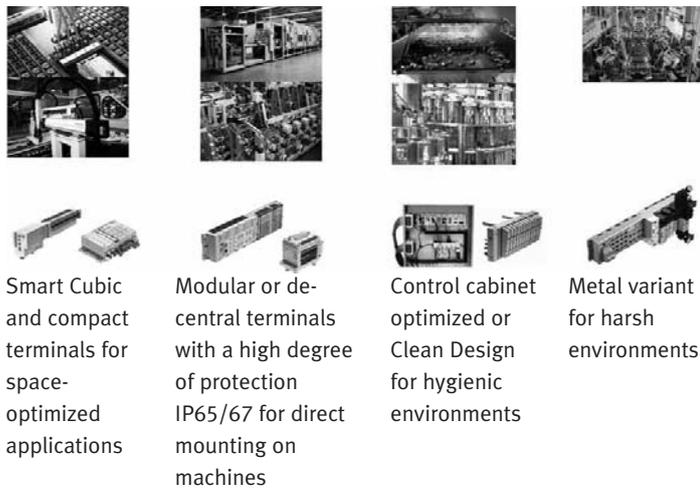 Smart Cubic
and compact
terminals for
space-
optimized
applications
Modular or de-
central terminals
with a high degree
of protection
IP65/67 for direct
mounting on
machines
Control cabinet
optimized or
Clean Design
for hygienic
environments
Metal variant
for harsh
environments